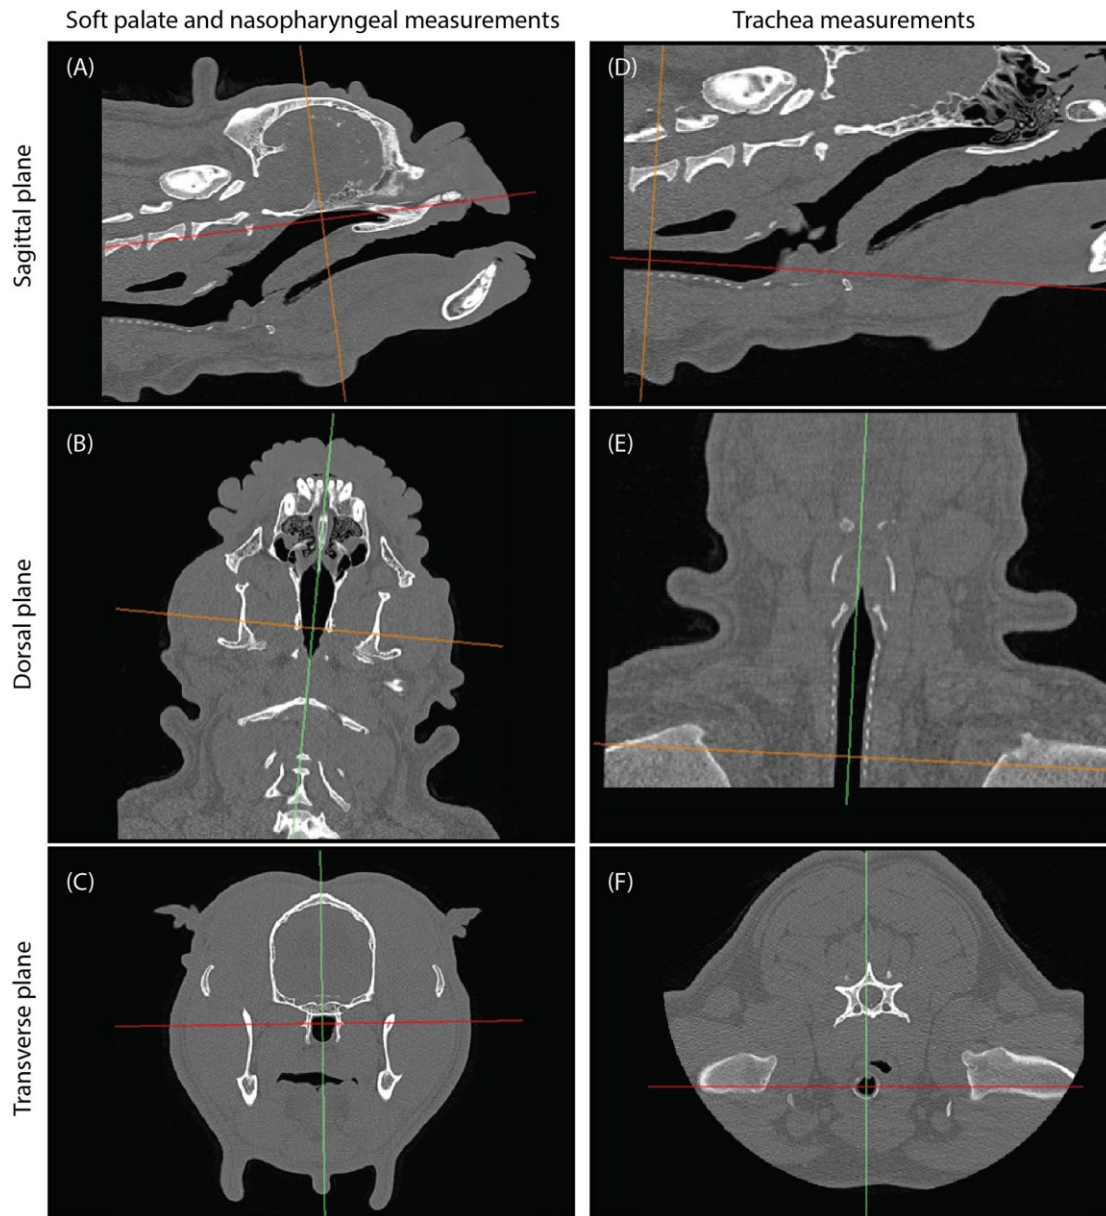 Soft palate and nasopharyngeal measurements
Trachea measurements
Sagittal plane
(A)
(D)
Dorsal plane
(B)
(E)
Transverse plane
(C)
(F)